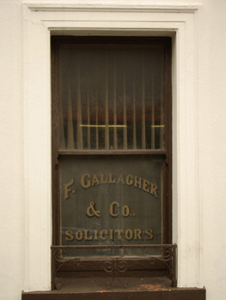 F. GALLAGHER
& Co.
SOLICITORS